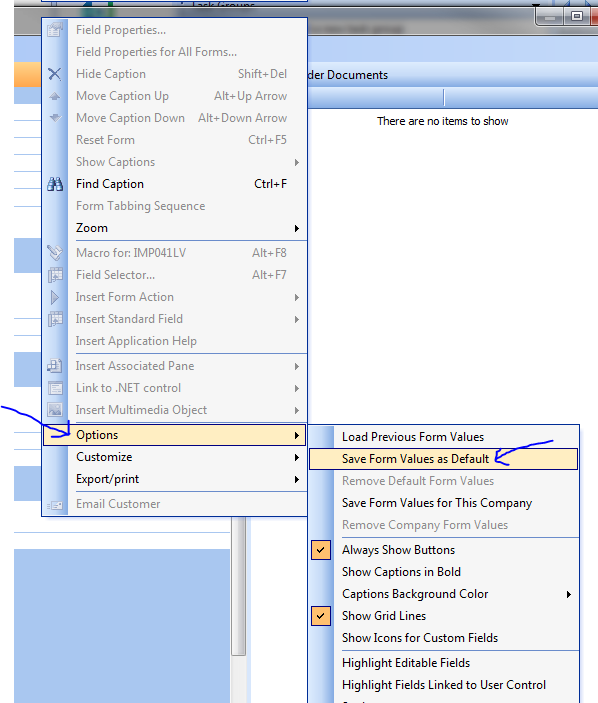 Task Groups
Field Properties...
Field Properties for All Forms...
Hide Caption Shift+Del
Move Caption Up Alt+Up Arrow
Move Caption Down Alt+Down Arrow
Reset Form Ctrl+F5
Show Captions
Find Caption Ctrl+F
Form Tabbing Sequence
Zoom
Macro for: IMP041LV Alt+F8
Field Selector... Alt+F7
Insert Form Action
Insert Standard Field
Insert Application Help
Insert Associated Pane
Link to .NET control
Insert Multimedia Object
Options
Customize
Export/print
Email Customer
der Documents
There are no items to show
Load Previous Form Values
Save Form Values as Default
Remove Default Form Values
Save Form Values for This Company
Remove Company Form Values
Always Show Buttons
Show Captions in Bold
Captions Background Color
Show Grid Lines
Show Icons for Custom Fields
Highlight Editable Fields
Highlight Fields Linked to User Control